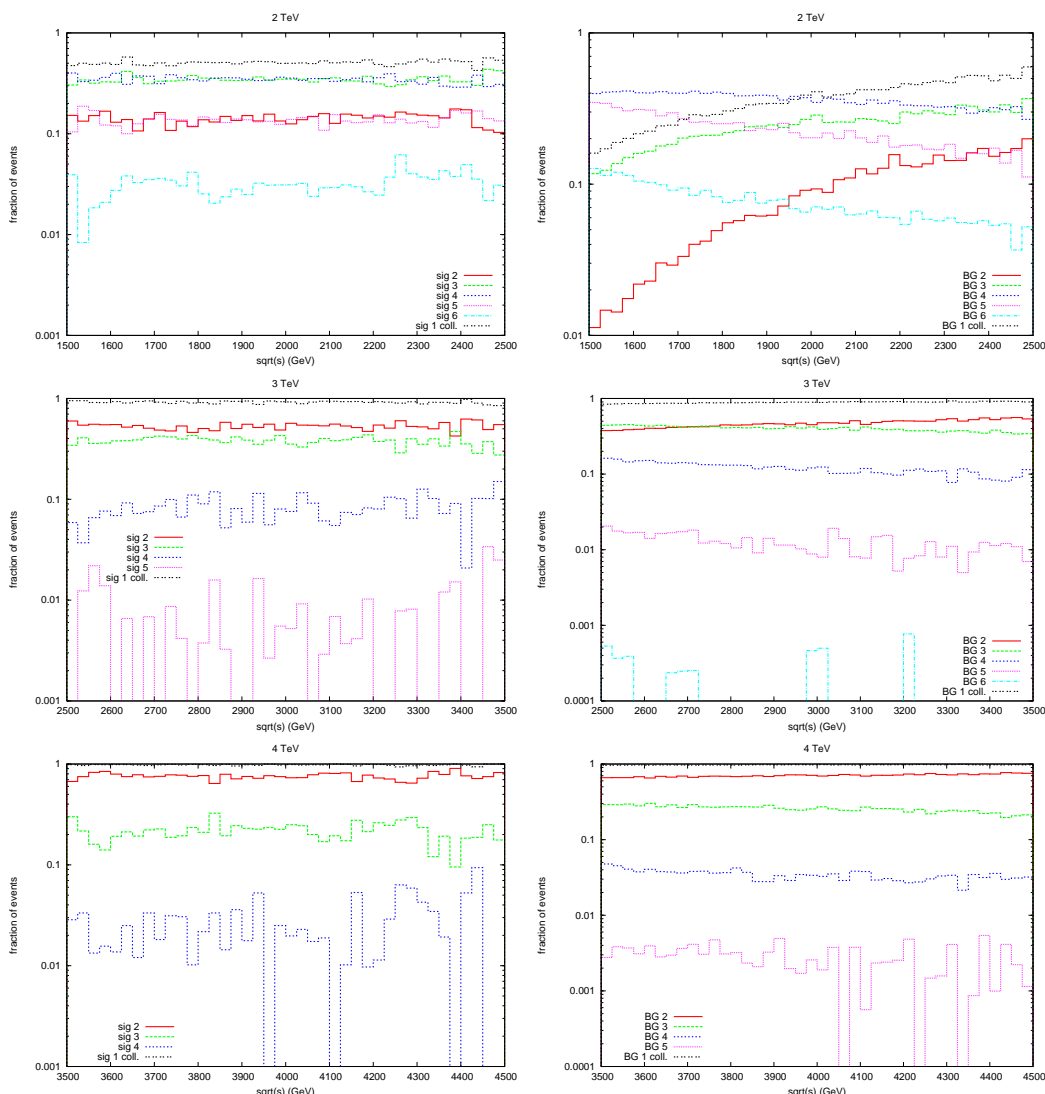 2 TeV
1
0.1
0.01
0.001
fraction of events
sig 2
sig 3
sig 4
sig 5
sig 6
sig 1 coll.
1500 1600 1700 1800 1900 2000 2100 2200 2300 2400 2500
sqrt(s) (GeV)
2 TeV
1
0.1
0.01
fraction of events
BG 2
BG 3
BG 4
BG 5
BG 6
BG 1 coll.
1500 1600 1700 1800 1900 2000 2100 2200 2300 2400 2500
sqrt(s) (GeV)
3 TeV
1
0.1
0.01
0.001
fraction of events
sig 2
sig 3
sig 4
sig 5
sig 1 coll.
2500 2600 2700 2800 2900 3000 3100 3200 3300 3400 3500
sqrt(s) (GeV)
3 TeV
1
0.1
0.01
0.001
0.0001
fraction of events
BG 2
BG 3
BG 4
BG 5
BG 6
BG 1 coll.
2500 2600 2700 2800 2900 3000 3100 3200 3300 3400 3500
sqrt(s) (GeV)
4 TeV
1
0.1
0.01
0.001
fraction of events
sig 2
sig 3
sig 4
sig 1 coll.
3500 3600 3700 3800 3900 4000 4100 4200 4300 4400 4500
sqrt(s) (GeV)
4 TeV
1
0.1
0.01
0.001
0.0001
fraction of events
BG 2
BG 3
BG 4
BG 5
BG 1 coll.
3500 3600 3700 3800 3900 4000 4100 4200 4300 4400 4500
sqrt(s) (GeV)